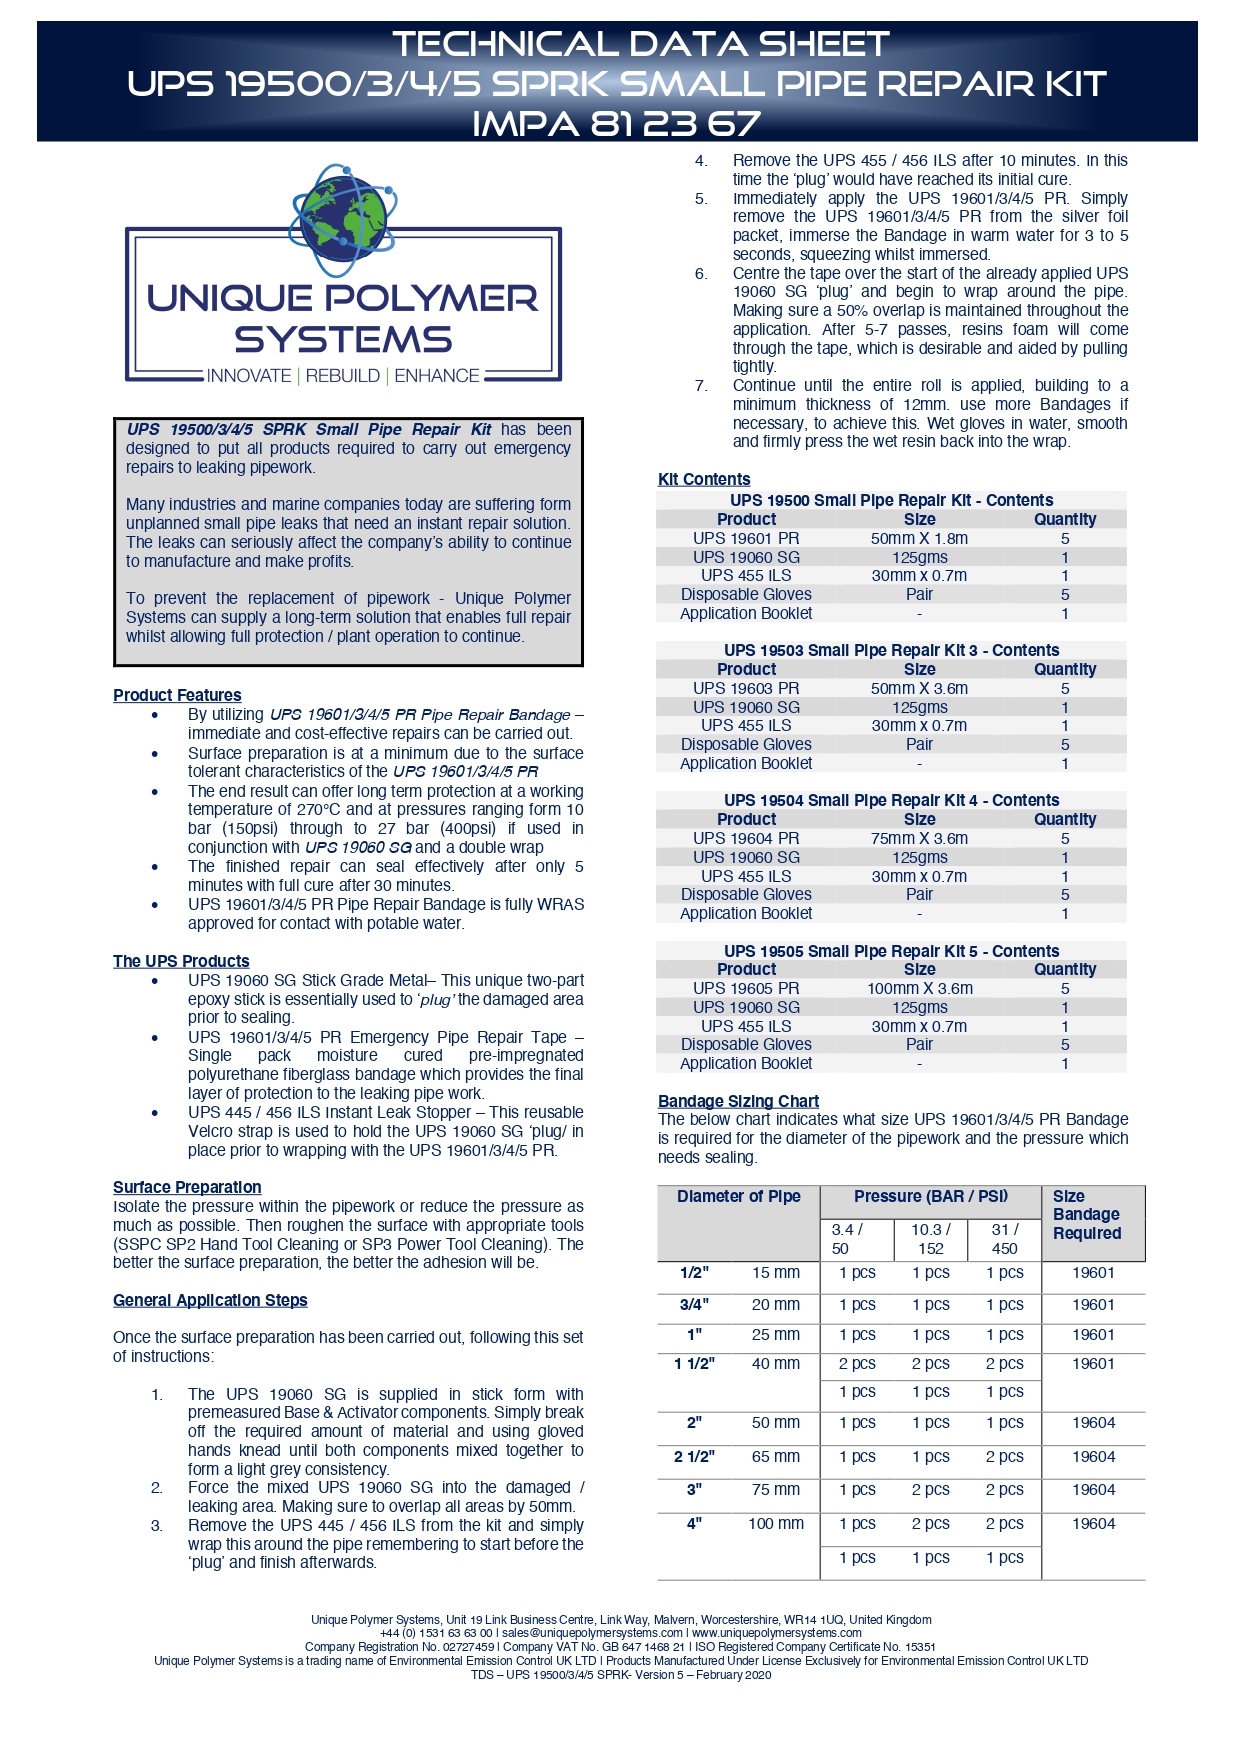 TECHNICAL DATA SHEET
UPS 19500/3/4/5 SPRK SMALL PIPE REPAIR KIT
IMPA 81 23 67
UNIQUE POLYMER
SYSTEMS
INNOVATE | REBUILD | ENHANCE
UPS 19500/3/4/5 SPRK Small Pipe Repair Kit has been
designed to put all products required to carry out emergency
repairs to leaking pipework.
Many industries and marine companies today are suffering form
unplanned small pipe leaks that need an instant repair solution.
The leaks can seriously affect the company's ability to continue
to manufacture and make profits.
To prevent the replacement of pipework - Unique Polymer
Systems can supply a long-term solution that enables full repair
whilst allowing full protection / plant operation to continue.
Product Features
• By utilizing UPS 19601/3/4/5 PR Pipe Repair Bandage –
immediate and cost-effective repairs can be carried out.
• Surface preparation is at a minimum due to the surface
tolerant characteristics of the UPS 19601/3/4/5 PR
• The end result can offer long term protection at a working
temperature of 270°C and at pressures ranging form 10
bar (150psi) through to 27 bar (400psi) if used in
conjunction with UPS 19060 SG and a double wrap
• The finished repair can seal effectively after only 5
minutes with full cure after 30 minutes.
• UPS 19601/3/4/5 PR Pipe Repair Bandage is fully WRAS
approved for contact with potable water.
The UPS Products
• UPS 19060 SG Stick Grade Metal– This unique two-part
epoxy stick is essentially used to 'plug' the damaged area
prior to sealing.
• UPS 19601/3/4/5 PR Emergency Pipe Repair Tape –
Single pack moisture cured pre-impregnated
polyurethane fiberglass bandage which provides the final
layer of protection to the leaking pipe work.
• UPS 445 / 456 ILS Instant Leak Stopper – This reusable
Velcro strap is used to hold the UPS 19060 SG 'plug/ in
place prior to wrapping with the UPS 19601/3/4/5 PR.
Surface Preparation
Isolate the pressure within the pipework or reduce the pressure as
much as possible. Then roughen the surface with appropriate tools
(SSPC SP2 Hand Tool Cleaning or SP3 Power Tool Cleaning). The
better the surface preparation, the better the adhesion will be.
General Application Steps
Once the surface preparation has been carried out, following this set
of instructions:
1. The UPS 19060 SG is supplied in stick form with
premeasured Base & Activator components. Simply break
off the required amount of material and using gloved
hands knead until both components mixed together to
form a light grey consistency.
2. Force the mixed UPS 19060 SG into the damaged /
leaking area. Making sure to overlap all areas by 50mm.
3. Remove the UPS 445 / 456 ILS from the kit and simply
wrap this around the pipe remembering to start before the
'plug' and finish afterwards.
4. Remove the UPS 455 / 456 ILS after 10 minutes. In this
time the 'plug' would have reached its initial cure.
5. Immediately apply the UPS 19601/3/4/5 PR. Simply
remove the UPS 19601/3/4/5 PR from the silver foil
packet, immerse the Bandage in warm water for 3 to 5
seconds, squeezing whilst immersed.
6. Centre the tape over the start of the already applied UPS
19060 SG 'plug' and begin to wrap around the pipe.
Making sure a 50% overlap is maintained throughout the
application. After 5-7 passes, resins foam will come
through the tape, which is desirable and aided by pulling
tightly.
7. Continue until the entire roll is applied, building to a
minimum thickness of 12mm. use more Bandages if
necessary, to achieve this. Wet gloves in water, smooth
and firmly press the wet resin back into the wrap.
Kit Contents
UPS 19500 Small Pipe Repair Kit - Contents
Product Size Quantity
UPS 19601 PR 50mm X 1.8m 5
UPS 19060 SG 125gms 1
UPS 455 ILS 30mm x 0.7m 1
Disposable Gloves Pair 5
Application Booklet - 1
UPS 19503 Small Pipe Repair Kit 3 - Contents
Product Size Quantity
UPS 19603 PR 50mm X 3.6m 5
UPS 19060 SG 125gms 1
UPS 455 ILS 30mm x 0.7m 1
Disposable Gloves Pair 5
Application Booklet - 1
UPS 19504 Small Pipe Repair Kit 4 - Contents
Product Size Quantity
UPS 19604 PR 75mm X 3.6m 5
UPS 19060 SG 125gms 1
UPS 455 ILS 30mm x 0.7m 1
Disposable Gloves Pair 5
Application Booklet - 1
UPS 19505 Small Pipe Repair Kit 5 - Contents
Product Size Quantity
UPS 19605 PR 100mm X 3.6m 5
UPS 19060 SG 125gms 1
UPS 455 ILS 30mm x 0.7m 1
Disposable Gloves Pair 5
Application Booklet - 1
Bandage Sizing Chart
The below chart indicates what size UPS 19601/3/4/5 PR Bandage
is required for the diameter of the pipework and the pressure which
needs sealing.
Diameter of Pipe Pressure (BAR / PSI) Size
Bandage
Required
3.4 / 10.3 / 31 /
50 152 450
1/2" 15 mm 1 pcs 1 pcs 1 pcs 19601
3/4" 20 mm 1 pcs 1 pcs 1 pcs 19601
1" 25 mm 1 pcs 1 pcs 1 pcs 19601
1 1/2" 40 mm 2 pcs 2 pcs 2 pcs 19601
1 pcs 1 pcs 1 pcs
2" 50 mm 1 pcs 1 pcs 1 pcs 19604
2 1/2" 65 mm 1 pcs 1 pcs 2 pcs 19604
3" 75 mm 1 pcs 2 pcs 2 pcs 19604
4" 100 mm 1 pcs 2 pcs 2 pcs 19604
1 pcs 1 pcs 1 pcs
Unique Polymer Systems, Unit 19 Link Business Centre, Link Way, Malvern, Worcestershire, WR14 1UQ, United Kingdom
+44 (0) 1531 63 63 00 | sales@uniquepolymersystems.com | www.uniquepolymersystems.com
Company Registration No. 02727459 | Company VAT No. GB 647 1468 21 | ISO Registered Company Certificate No. 15351
Unique Polymer Systems is a trading name of Environmental Emission Control UK LTD | Products Manufactured Under License Exclusively for Environmental Emission Control UK LTD
TDS – UPS 19500/3/4/5 SPRK- Version 5 – February 2020